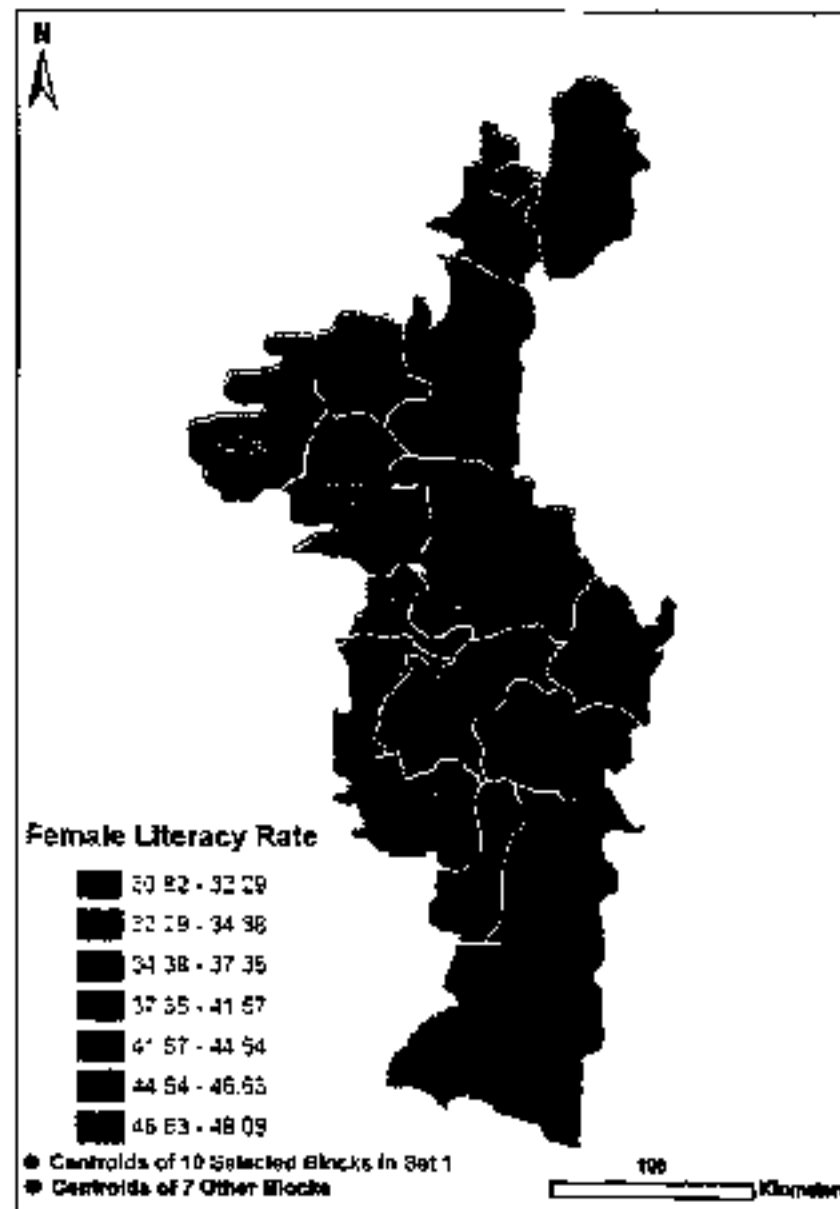 N
Female Literacy Rate
30.82 - 32.29
32.29 - 34.38
34.38 - 37.35
37.35 - 41.57
41.57 - 44.54
44.54 - 46.63
46.63 - 48.09
Centroids of 10 Selected Blocks in Set 1
Centroids of 7 Other Blocks
Kilometer